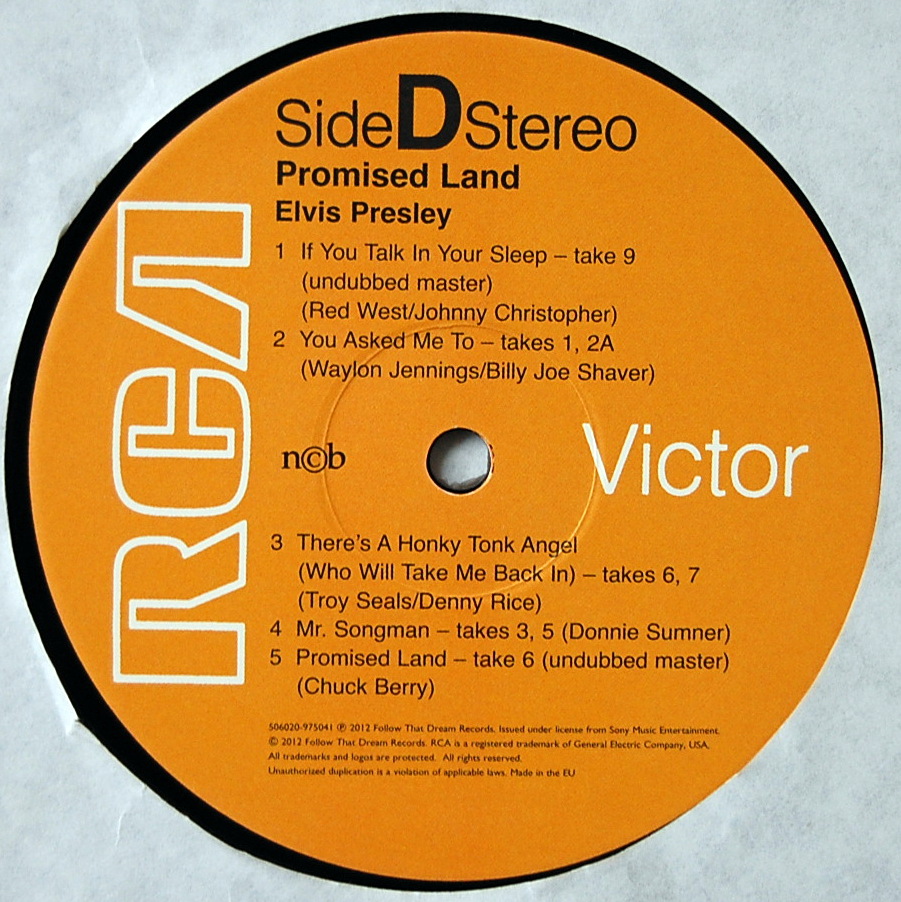 Side D Stereo
Promised Land
Elvis Presley
1 If You Talk In Your Sleep – take 9
(undubbed master)
(Red West/Johnny Christopher)
2 You Asked Me To – takes 1, 2A
(Waylon Jennings/Billy Joe Shaver)
RCA
n©b
Victor
3 There's A Honky Tonk Angel
(Who Will Take Me Back In) – takes 6, 7
(Troy Seals/Denny Rice)
4 Mr. Songman – takes 3, 5 (Donnie Sumner)
5 Promised Land – take 6 (undubbed master)
(Chuck Berry)
506020-975041 ℗ 2012 Follow That Dream Records. Issued under license from Sony Music Entertainment.
© 2012 Follow That Dream Records. RCA is a registered trademark of General Electric Company, USA.
All trademarks and logos are protected. All rights reserved.
Unauthorized duplication is a violation of applicable laws. Made in the EU